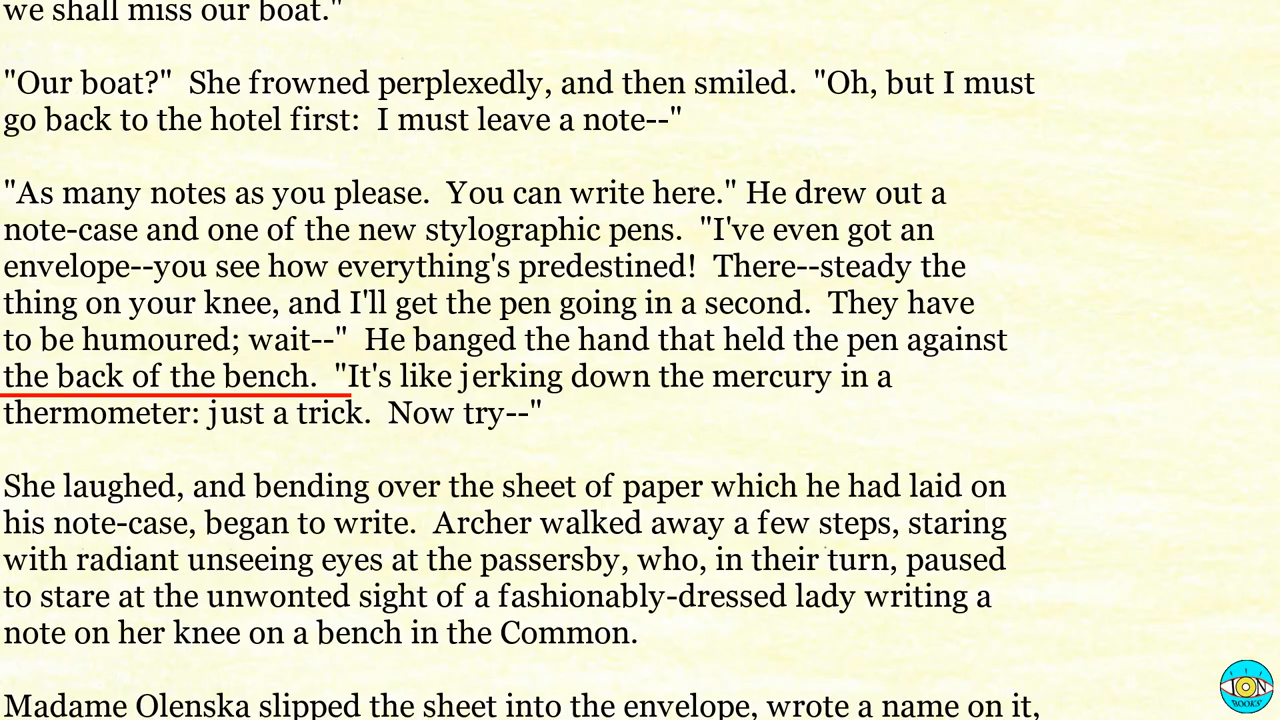 we shall miss our boat."
"Our boat?"  She frowned perplexedly, and then smiled.  "Oh, but I must
go back to the hotel first:  I must leave a note--"
"As many notes as you please.  You can write here." He drew out a
note-case and one of the new stylographic pens.  "I've even got an
envelope--you see how everything's predestined!  There--steady the
thing on your knee, and I'll get the pen going in a second.  They have
to be humoured; wait--"  He banged the hand that held the pen against
the back of the bench.  "It's like jerking down the mercury in a
thermometer: just a trick.  Now try--"
She laughed, and bending over the sheet of paper which he had laid on
his note-case, began to write.  Archer walked away a few steps, staring
with radiant unseeing eyes at the passersby, who, in their turn, paused
to stare at the unwonted sight of a fashionably-dressed lady writing a
note on her knee on a bench in the Common.
Madame Olenska slipped the sheet into the envelope, wrote a name on it,
ION
BOOKS